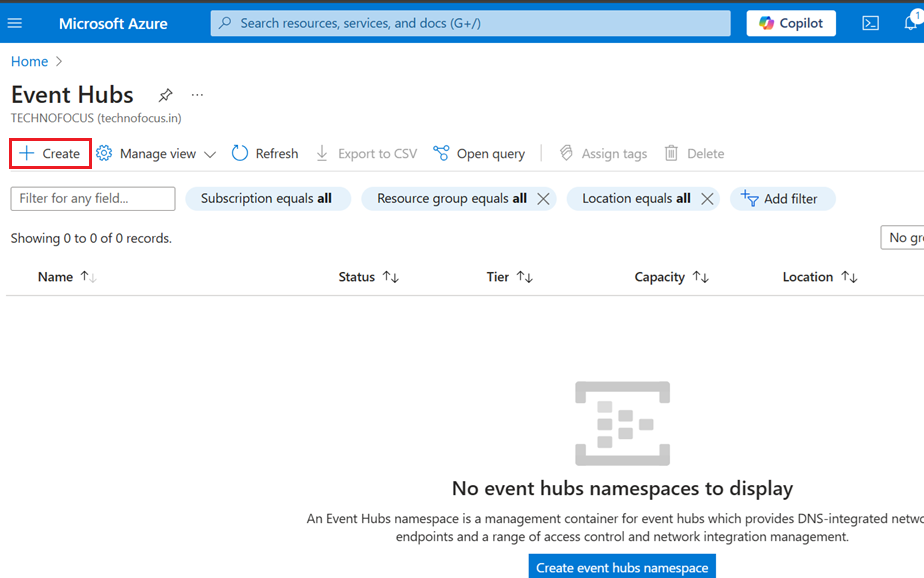 Microsoft Azure Search resources, services, and docs (G+/) Copilot 1
Home
Event Hubs ...
TECHNOFOCUS (technofocus.in)
Create Manage view Refresh Export to CSV Open query Assign tags Delete
Filter for any field... Subscription equals all Resource group equals all Location equals all Add filter
Showing 0 to 0 of 0 records. No gr
Name Status Tier Capacity Location
No event hubs namespaces to display
An Event Hubs namespace is a management container for event hubs which provides DNS-integrated netw
endpoints and a range of access control and network integration management.
Create event hubs namespace